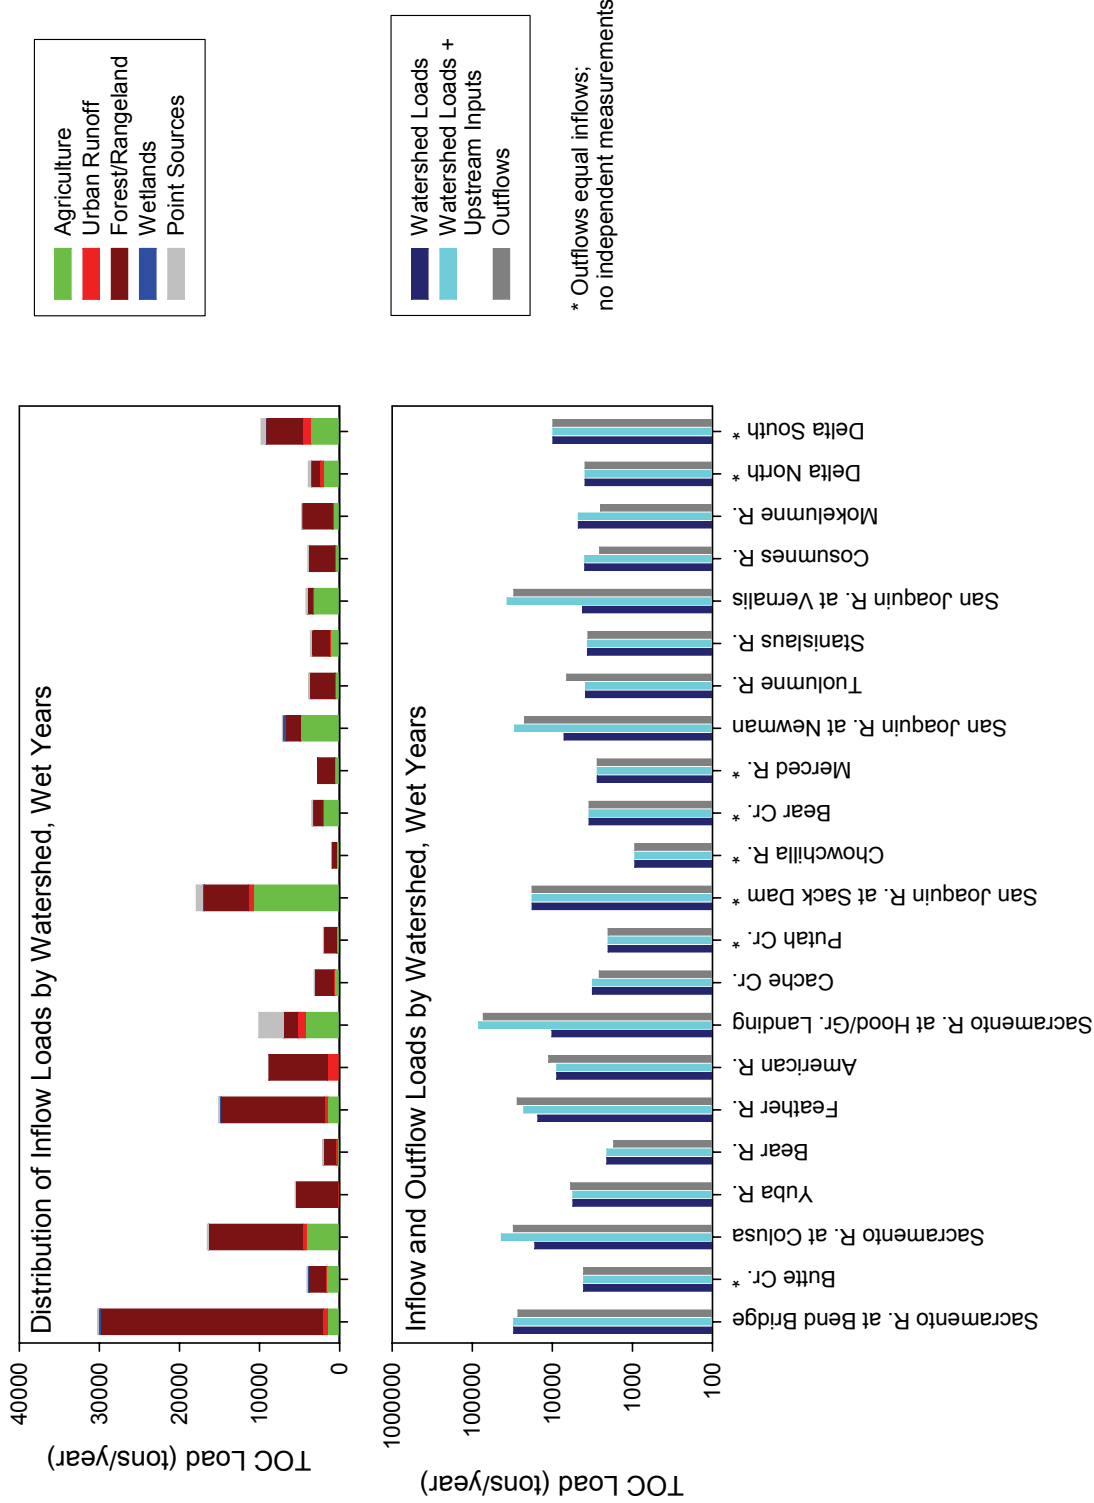 Distribution of Inflow Loads by Watershed, Wet Years
TOC Load (tons/year)
40000
30000
20000
10000
0
Agriculture
Urban Runoff
Forest/Rangeland
Wetlands
Point Sources
Inflow and Outflow Loads by Watershed, Wet Years
TOC Load (tons/year)
1000000
100000
10000
1000
100
Sacramento R. at Bend Bridge
Butte Cr. *
Sacramento R. at Colusa
Yuba R.
Bear R.
Feather R.
American R.
Sacramento R. at Hood/Gr. Landing
Cache Cr.
Putah Cr. *
San Joaquin R. at Sack Dam *
Chowchilla R. *
Bear Cr. *
Merced R. *
San Joaquin R. at Newman
Tuolumne R.
Stanislaus R.
San Joaquin R. at Vernalis
Cosumnes R.
Mokelumne R.
Delta North *
Delta South *
Watershed Loads
Watershed Loads +
Upstream Inputs
Outflows
* Outflows equal inflows;
no independent measurements